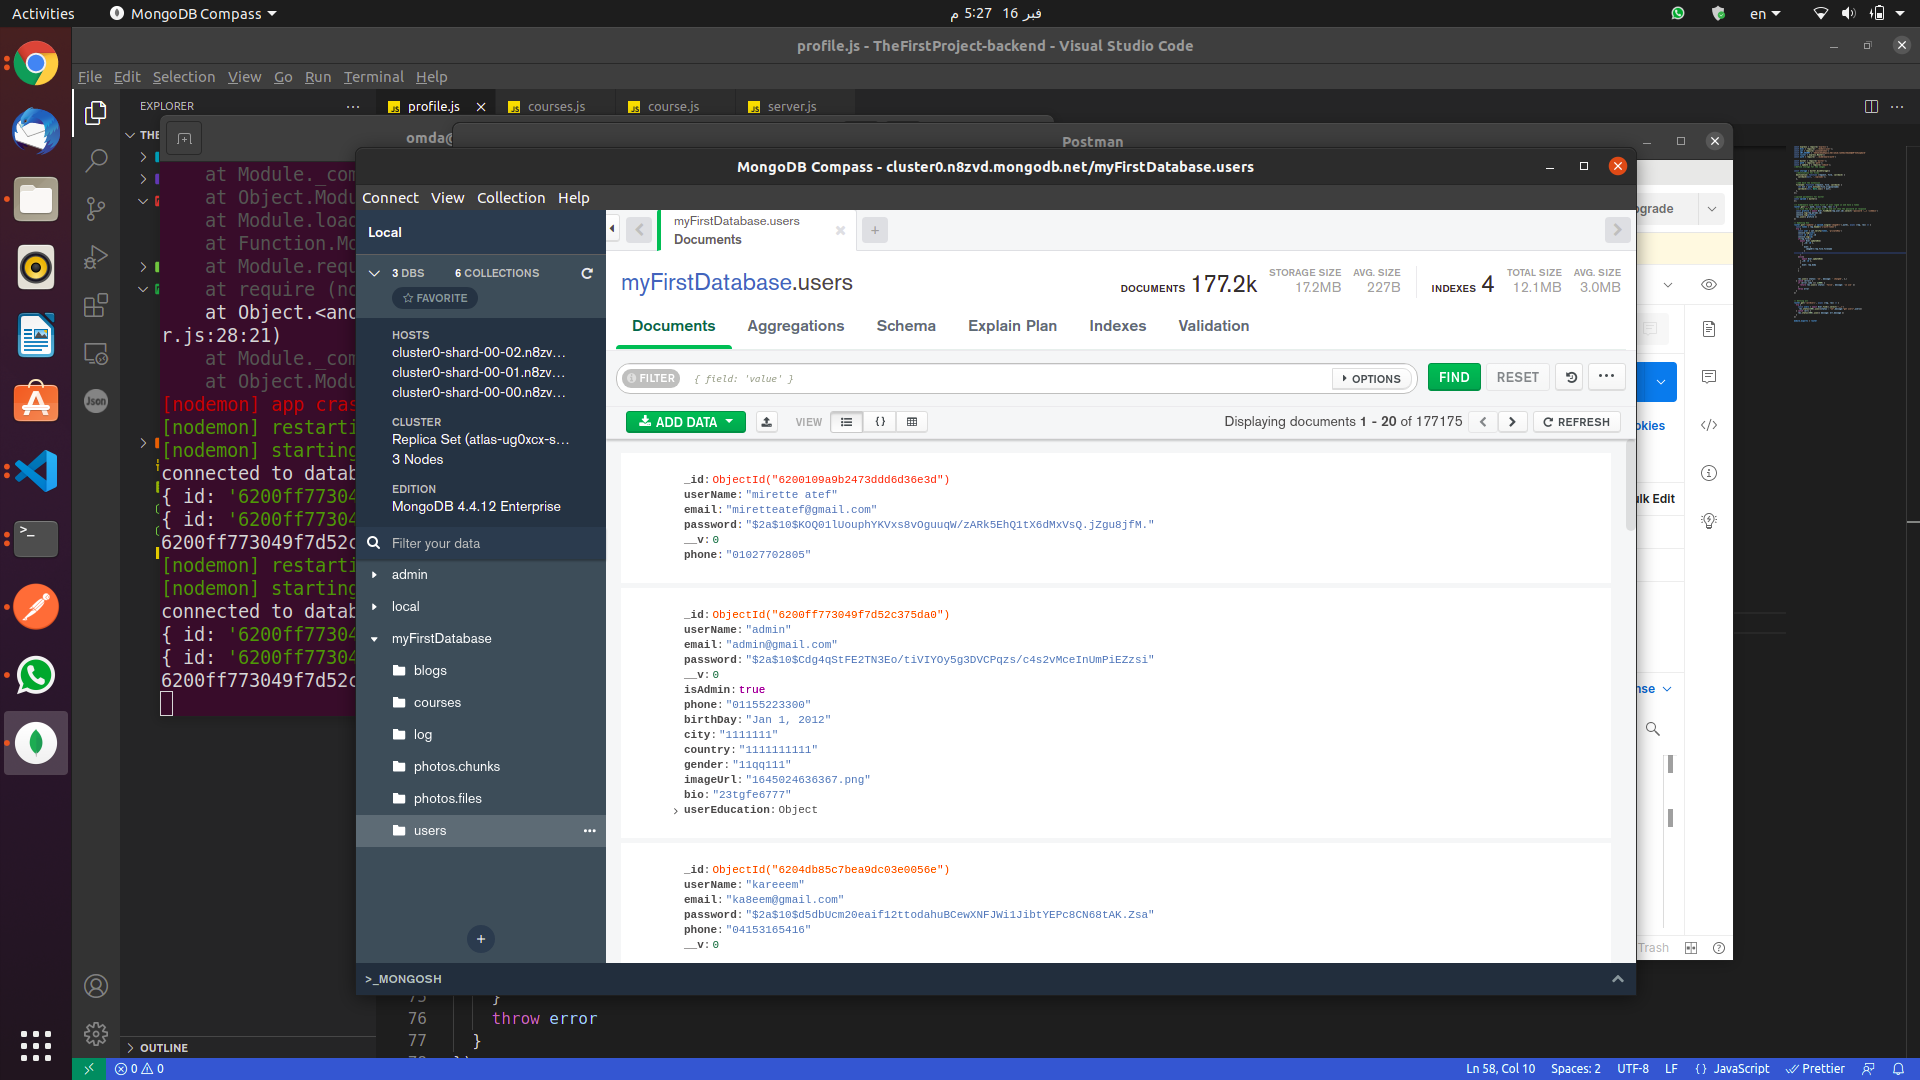 Activities
MongoDB Compass
فبر 16 5:27 م
en
profile.js - TheFirstProject-backend - Visual Studio Code
File Edit Selection View Go Run Terminal Help
EXPLORER
profile.js
courses.js
course.js
server.js
THE
omda@
Postman
at Module._com
at Object.Modu
at Module.load
at Function.Mo
at Module.requ
at require (no
at Object.<ano
r.js:28:21)
at Module._com
at Object.Modu
[nodemon] app cras
[nodemon] restarti
[nodemon] starting
connected to datab
{ id: '6200ff77304
{ id: '6200ff77304
6200ff773049f7d52c
[nodemon] restarti
[nodemon] starting
connected to datab
{ id: '6200ff77304
{ id: '6200ff77304
6200ff773049f7d52c
MongoDB Compass - cluster0.n8zvd.mongodb.net/myFirstDatabase.users
Connect View Collection Help
Local
3 DBS 6 COLLECTIONS
FAVORITE
HOSTS
cluster0-shard-00-02.n8zv...
cluster0-shard-00-01.n8zv...
cluster0-shard-00-00.n8zv...
CLUSTER
Replica Set (atlas-ug0xcx-s...
3 Nodes
EDITION
MongoDB 4.4.12 Enterprise
Filter your data
admin
local
myFirstDatabase
blogs
courses
log
photos.chunks
photos.files
users
>_MONGOSH
myFirstDatabase.users
Documents
myFirstDatabase.users
DOCUMENTS 177.2k
STORAGE SIZE 17.2MB
AVG. SIZE 227B
INDEXES 4
TOTAL SIZE 12.1MB
AVG. SIZE 3.0MB
Documents Aggregations Schema Explain Plan Indexes Validation
FILTER { field: 'value' } OPTIONS FIND RESET
ADD DATA VIEW Displaying documents 1 - 20 of 177175 REFRESH
_id:ObjectId("6200109a9b2473ddd6d36e3d")
userName:"mirette atef"
email:"miretteatef@gmail.com"
password:"$2a$10$KOQ01lUouphYKVxs8vOguuqW/zARk5EhQ1tX6dMxVsQ.jZgu8jfM."
__v:0
phone:"01027702805"
_id:ObjectId("6200ff773049f7d52c375da0")
userName:"admin"
email:"admin@gmail.com"
password:"$2a$10$Cdg4qStFE2TN3Eo/tiVIYOy5g3DVCPqzs/c4s2vMceInUmPiEZzsi"
__v:0
isAdmin:true
phone:"01155223300"
birthDay:"Jan 1, 2012"
city:"1111111"
country:"1111111111"
gender:"11qq111"
imageUrl:"1645024636367.png"
bio:"23tgfe6777"
userEducation:Object
_id:ObjectId("6204db85c7bea9dc03e0056e")
userName:"kareeem"
email:"ka8eem@gmail.com"
password:"$2a$10$d5dbUcm20eaif12ttodahuBCewXNFJWi1JibtYEPc8CN68tAK.Zsa"
phone:"04153165416"
__v:0
grade
okies
ulk Edit
nse
Trash
75 }
76 throw error
77 }
OUTLINE
0 0
Ln 58, Col 10 Spaces: 2 UTF-8 LF {} JavaScript Prettier